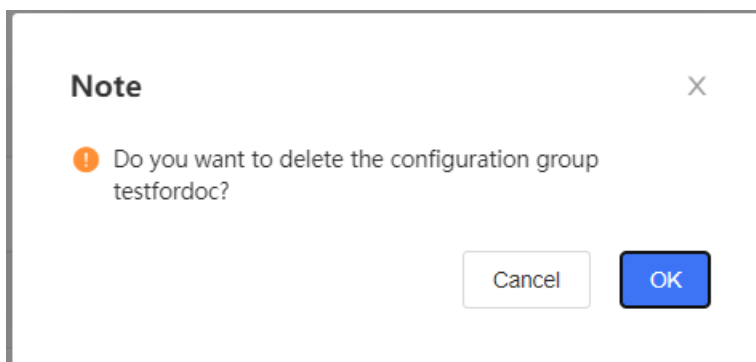 Note
Do you want to delete the configuration group
testfordoc?
Cancel
OK